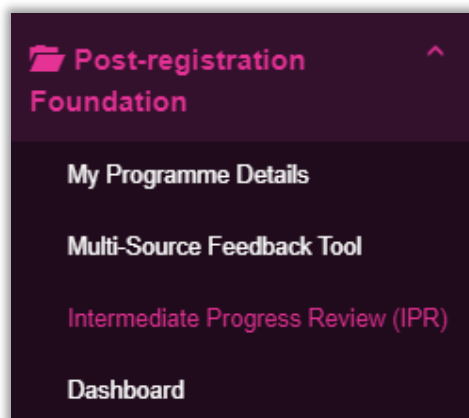 Post-registration
Foundation
My Programme Details
Multi-Source Feedback Tool
Intermediate Progress Review (IPR)
Dashboard